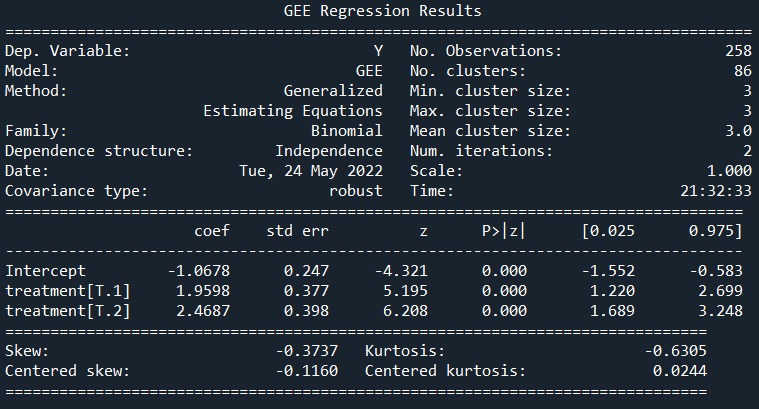 GEE Regression Results
===============================================================================
Dep. Variable: Y No. Observations: 258
Model: GEE No. clusters: 86
Method: Generalized Min. cluster size: 3
Estimating Equations Max. cluster size: 3
Family: Binomial Mean cluster size: 3.0
Dependence structure: Independence Num. iterations: 2
Date: Tue, 24 May 2022 Scale: 1.000
Covariance type: robust Time: 21:32:33
==============================================================================
coef std err z P>|z| [0.025 0.975]
------------------------------------------------------------------------------
Intercept -1.0678 0.247 -4.321 0.000 -1.552 -0.583
treatment[T.1] 1.9598 0.377 5.195 0.000 1.220 2.699
treatment[T.2] 2.4687 0.398 6.208 0.000 1.689 3.248
==========================================================================
Skew: -0.3737 Kurtosis: -0.6305
Centered skew: -0.1160 Centered kurtosis: 0.0244
==========================================================================